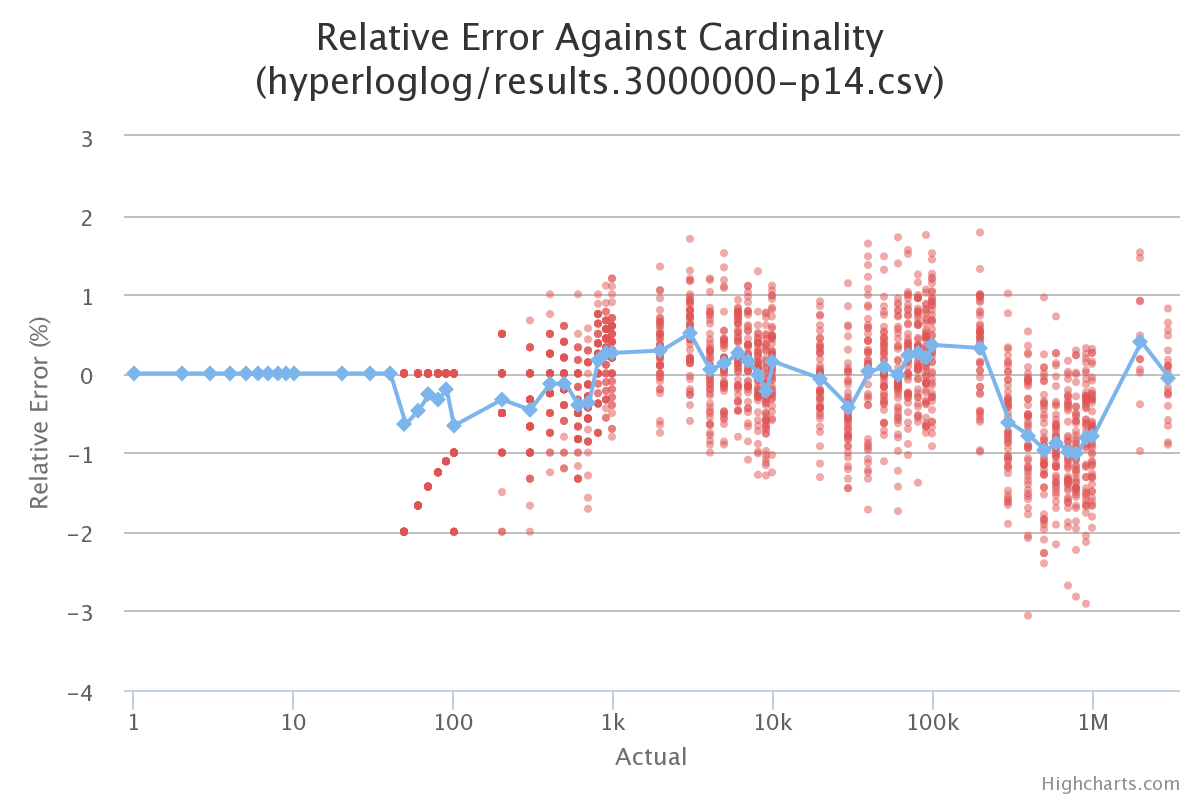 Relative Error Against Cardinality
(hyperloglog/results.3000000-p14.csv)
Relative Error (%)
3
2
1
0
−1
−2
−3
−4
1
10
100
1k
10k
100k
1M
Actual
Highcharts.com